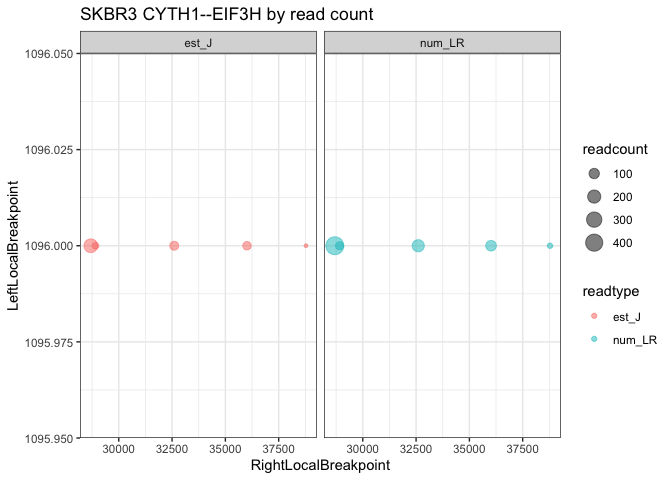 SKBR3 CYTH1--EIF3H by read count
est_J
num_LR
1096.050
1096.025
1096.000
1095.975
1095.950
LeftLocalBreakpoint
30000
32500
35000
37500
30000
32500
35000
37500
RightLocalBreakpoint
readcount
100
200
300
400
readtype
est_J
num_LR